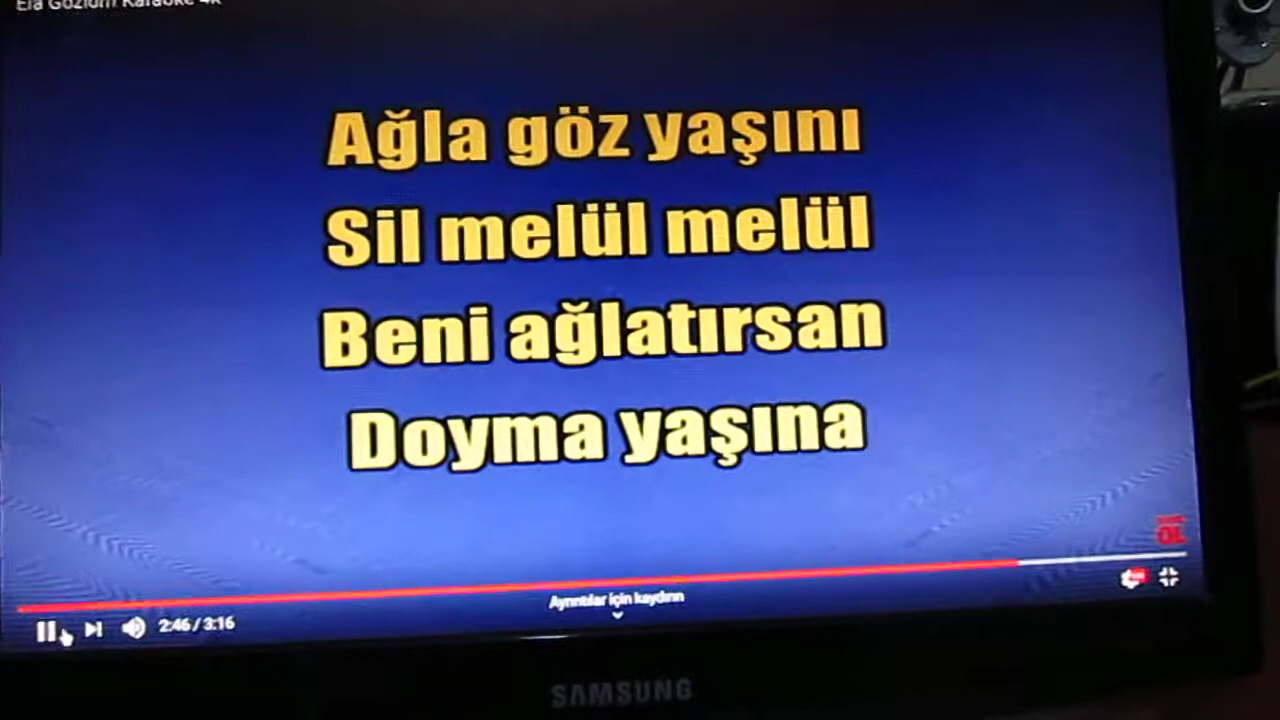 Ela Gözlüm Karaoke 4k
Ağla göz yaşını
Sil melül melül
Beni ağlatırsan
Doyma yaşına
ÖL
Ayrıntılar için kaydırın
2:46 / 3:16
SAMSUNG